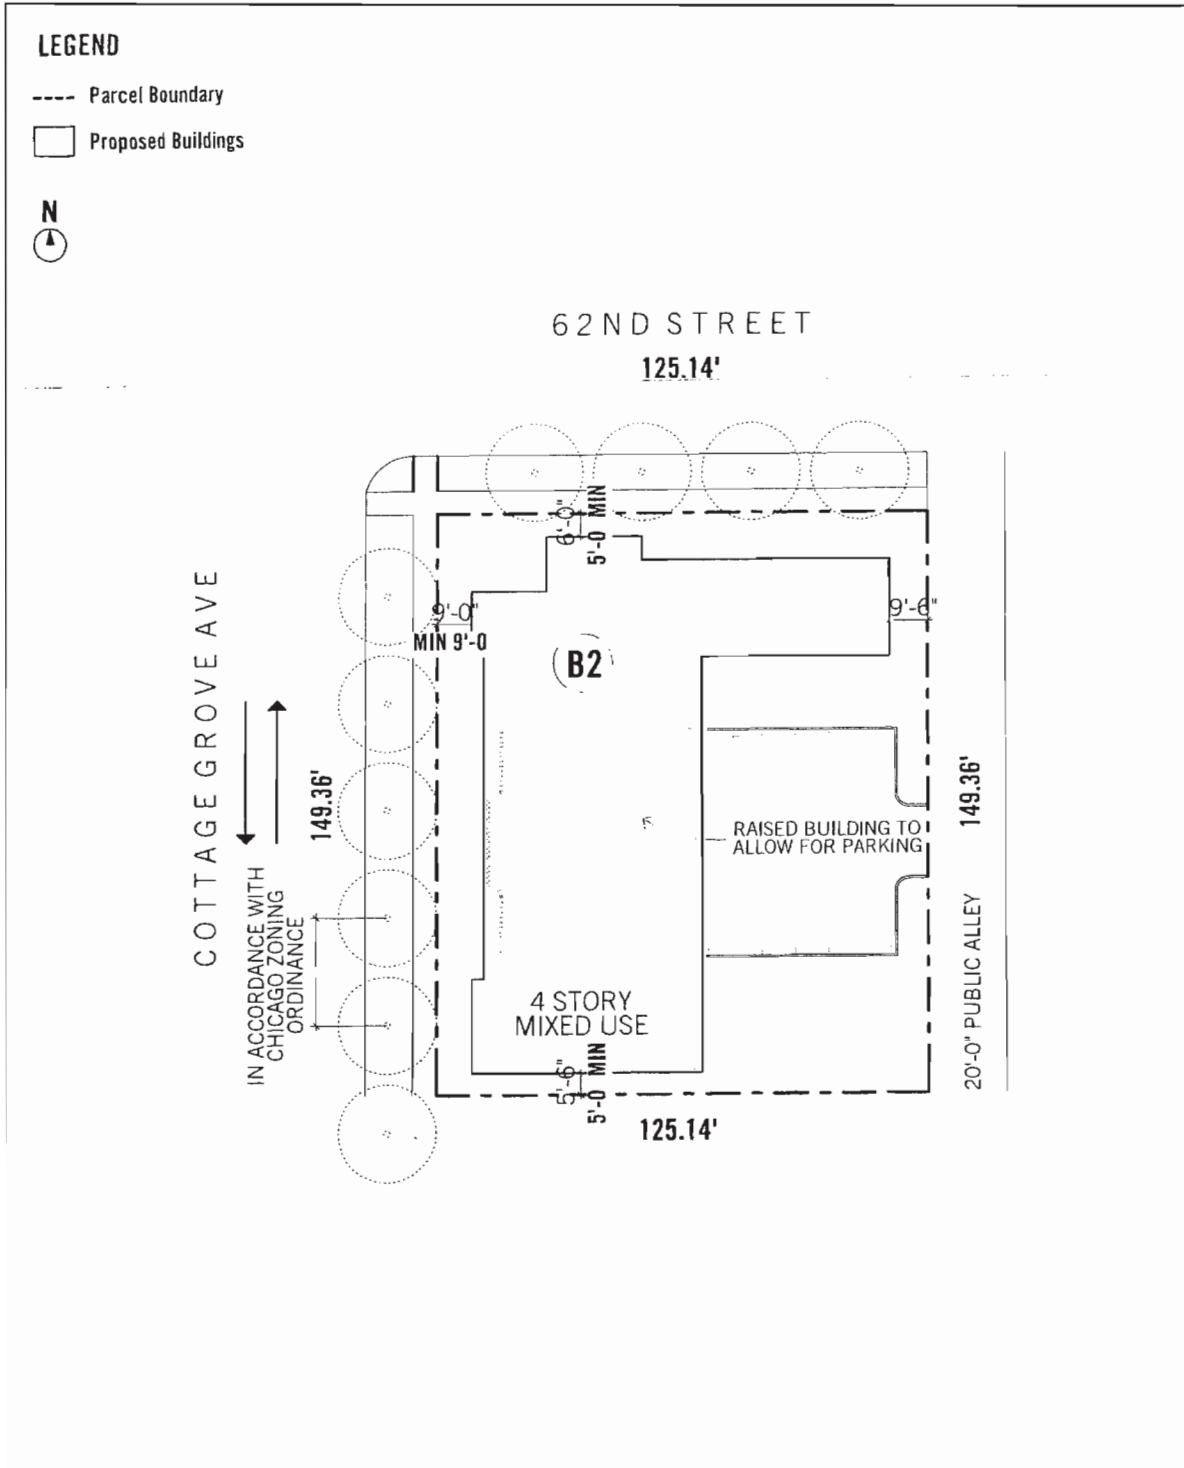 LEGEND
Parcel Boundary
Proposed Buildings
N
62ND STREET
125.14'
6'-0"
5'-0 MIN
9'-0"
MIN 9'-0
9'-6"
B2
COTTAGE GROVE AVE
149.36'
149.36'
RAISED BUILDING TO
ALLOW FOR PARKING
IN ACCORDANCE WITH
CHICAGO ZONING
ORDINANCE
20'-0" PUBLIC ALLEY
4 STORY
MIXED USE
5'-6"
5'-0 MIN
125.14'